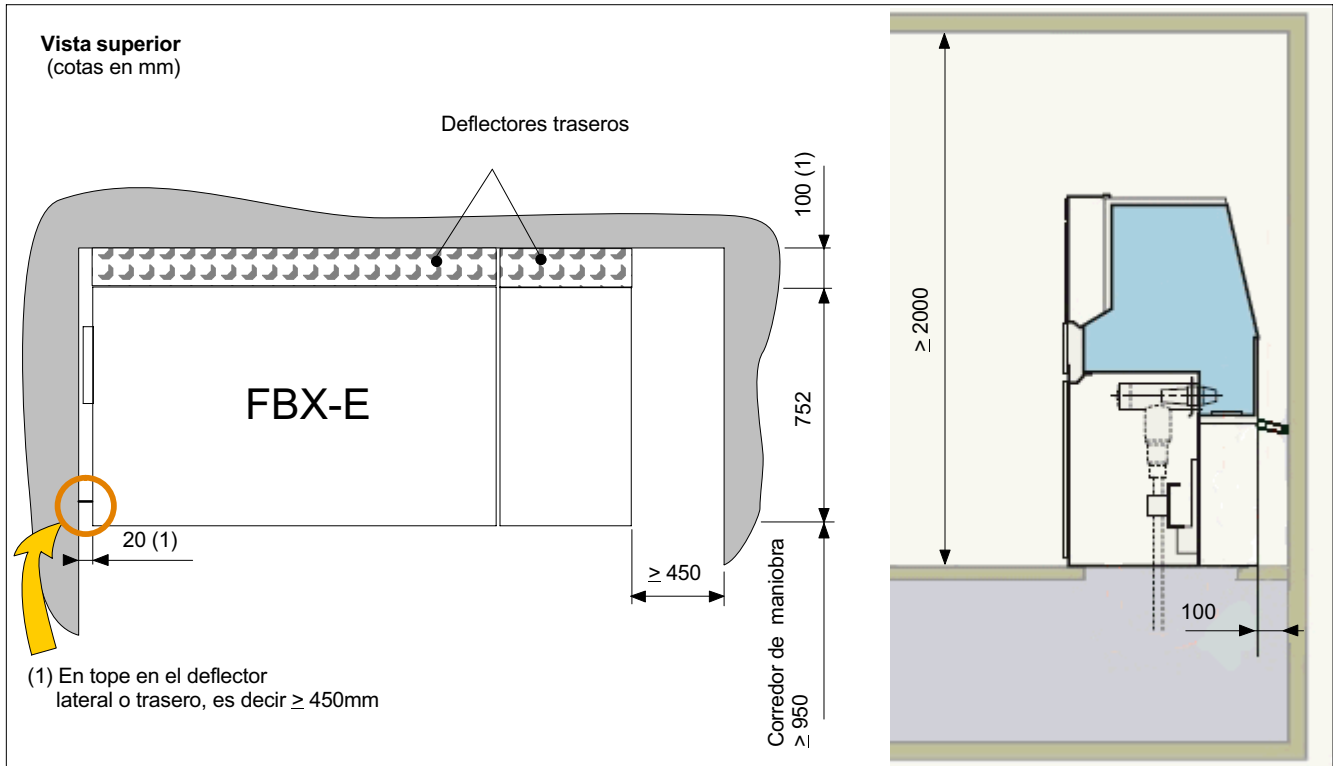 Vista superior
(cotas en mm)
Deflectores traseros
100 (1)
752
FBX-E
20 (1)
≥ 450
Corredor de maniobra
≥ 950
(1) En tope en el deflector
lateral o trasero, es decir ≥ 450mm
≥ 2000
100